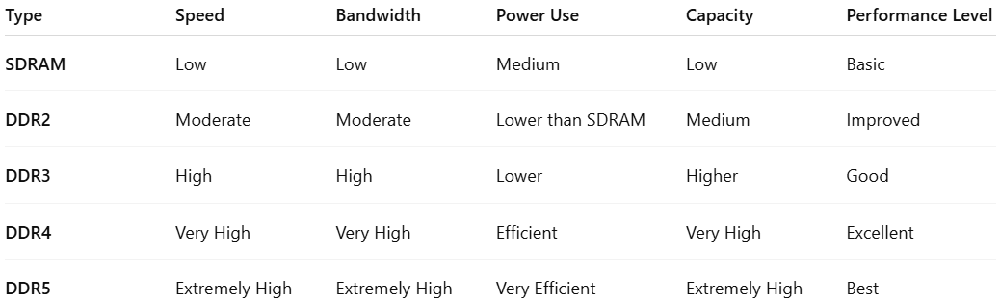 Type Speed Bandwidth Power Use Capacity Performance Level
SDRAM Low Low Medium Low Basic
DDR2 Moderate Moderate Lower than SDRAM Medium Improved
DDR3 High High Lower Higher Good
DDR4 Very High Very High Efficient Very High Excellent
DDR5 Extremely High Extremely High Very Efficient Extremely High Best